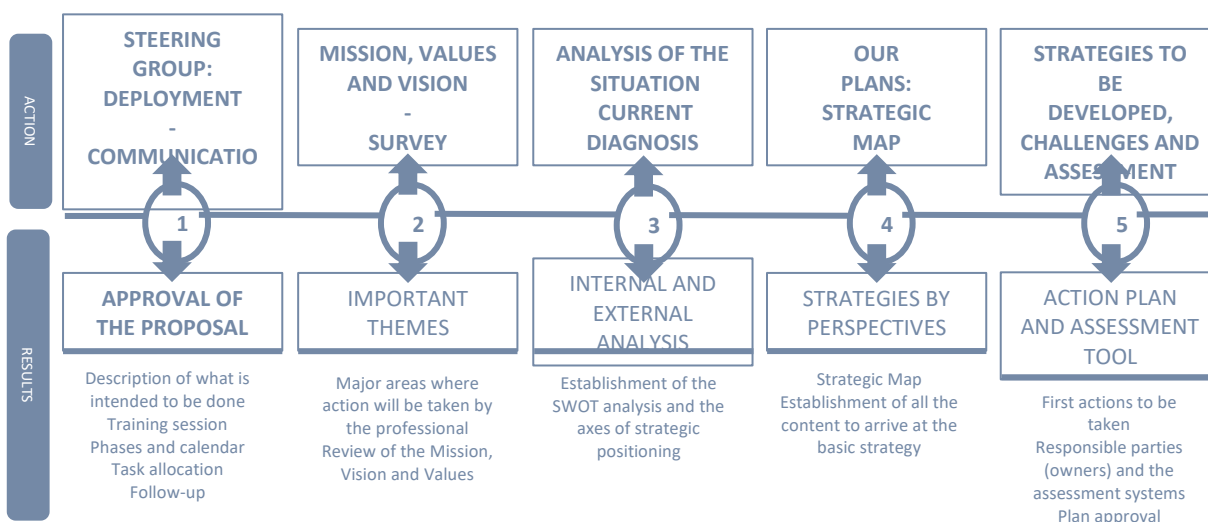 ACTION
STEERING
GROUP:
DEPLOYMENT
-
COMMUNICATIO
MISSION, VALUES
AND VISION
-
SURVEY
ANALYSIS OF THE
SITUATION
CURRENT
DIAGNOSIS
OUR
PLANS:
STRATEGIC
MAP
STRATEGIES TO
BE
DEVELOPED,
CHALLENGES AND
ASSESSMENT
1
2
3
4
5
RESULTS
APPROVAL OF
THE PROPOSAL
Description of what is
intended to be done
Training session
Phases and calendar
Task allocation
Follow-up
IMPORTANT
THEMES
Major areas where
action will be taken by
the professional
Review of the Mission,
Vision and Values
INTERNAL AND
EXTERNAL
ANALYSIS
Establishment of the
SWOT analysis and the
axes of strategic
positioning
STRATEGIES BY
PERSPECTIVES
Strategic Map
Establishment of all the
content to arrive at the
basic strategy
ACTION PLAN
AND ASSESSMENT
TOOL
First actions to be
taken
Responsible parties
(owners) and the
assessment systems
Plan approval